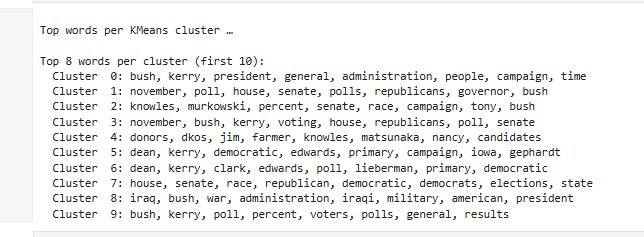 Top words per KMeans cluster …
Top 8 words per cluster (first 10):
Cluster 0: bush, kerry, president, general, administration, people, campaign, time
Cluster 1: november, poll, house, senate, polls, republicans, governor, bush
Cluster 2: knowles, murkowski, percent, senate, race, campaign, tony, bush
Cluster 3: november, bush, kerry, voting, house, republicans, poll, senate
Cluster 4: donors, dkos, jim, farmer, knowles, matsunaka, nancy, candidates
Cluster 5: dean, kerry, democratic, edwards, primary, campaign, iowa, gephardt
Cluster 6: dean, kerry, clark, edwards, poll, lieberman, primary, democratic
Cluster 7: house, senate, race, republican, democratic, democrats, elections, state
Cluster 8: iraq, bush, war, administration, iraqi, military, american, president
Cluster 9: bush, kerry, poll, percent, voters, polls, general, results